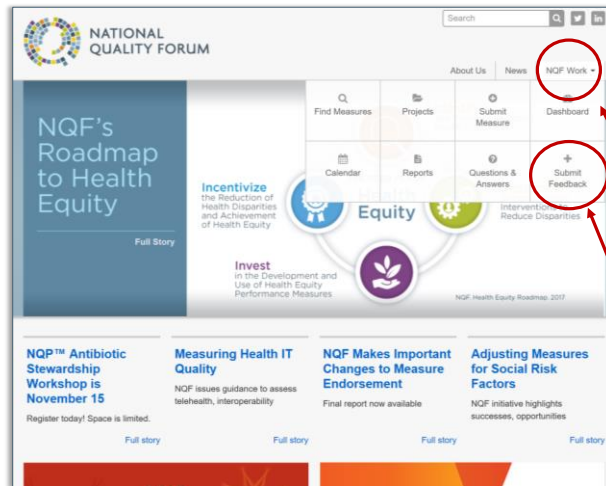 NATIONAL
QUALITY FORUM
Search
About Us
News
NQF Work
Find Measures
Projects
Submit
Measure
Dashboard
Calendar
Reports
Questions &
Answers
Submit
Feedback
NQF's
Roadmap
to Health
Equity
Full Story
Incentivize
the Reduction of
Health Disparities
and Achievement
of Health Equity
Equity
Reduce Disparities
Invest
in the Development and
Use of Health Equity
Performance Measures
NQF Health Equity Roadmap 2017
NQP™ Antibiotic
Stewardship
Workshop is
November 15
Register today! Space is limited.
Full story
Measuring Health IT
Quality
NQF issues guidance to assess
telehealth, interoperability
Full story
NQF Makes Important
Changes to Measure
Endorsement
Final report now available
Full story
Adjusting Measures
for Social Risk
Factors
NQF initiative highlights
successes, opportunities
Full story